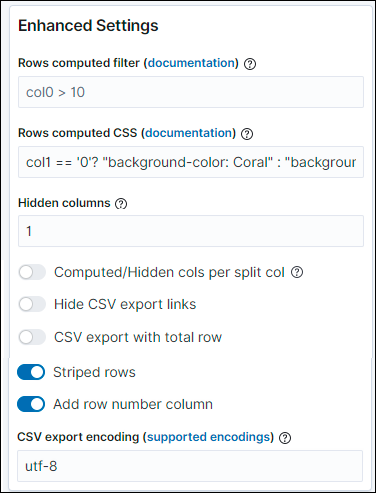 Enhanced Settings
Rows computed filter (documentation) ?
col0 > 10
Rows computed CSS (documentation) ?
col1 == '0'? "background-color: Coral" : "backgroun
Hidden columns ?
1
Computed/Hidden cols per split col ?
Hide CSV export links
CSV export with total row
Striped rows
Add row number column
CSV export encoding (supported encodings) ?
utf-8